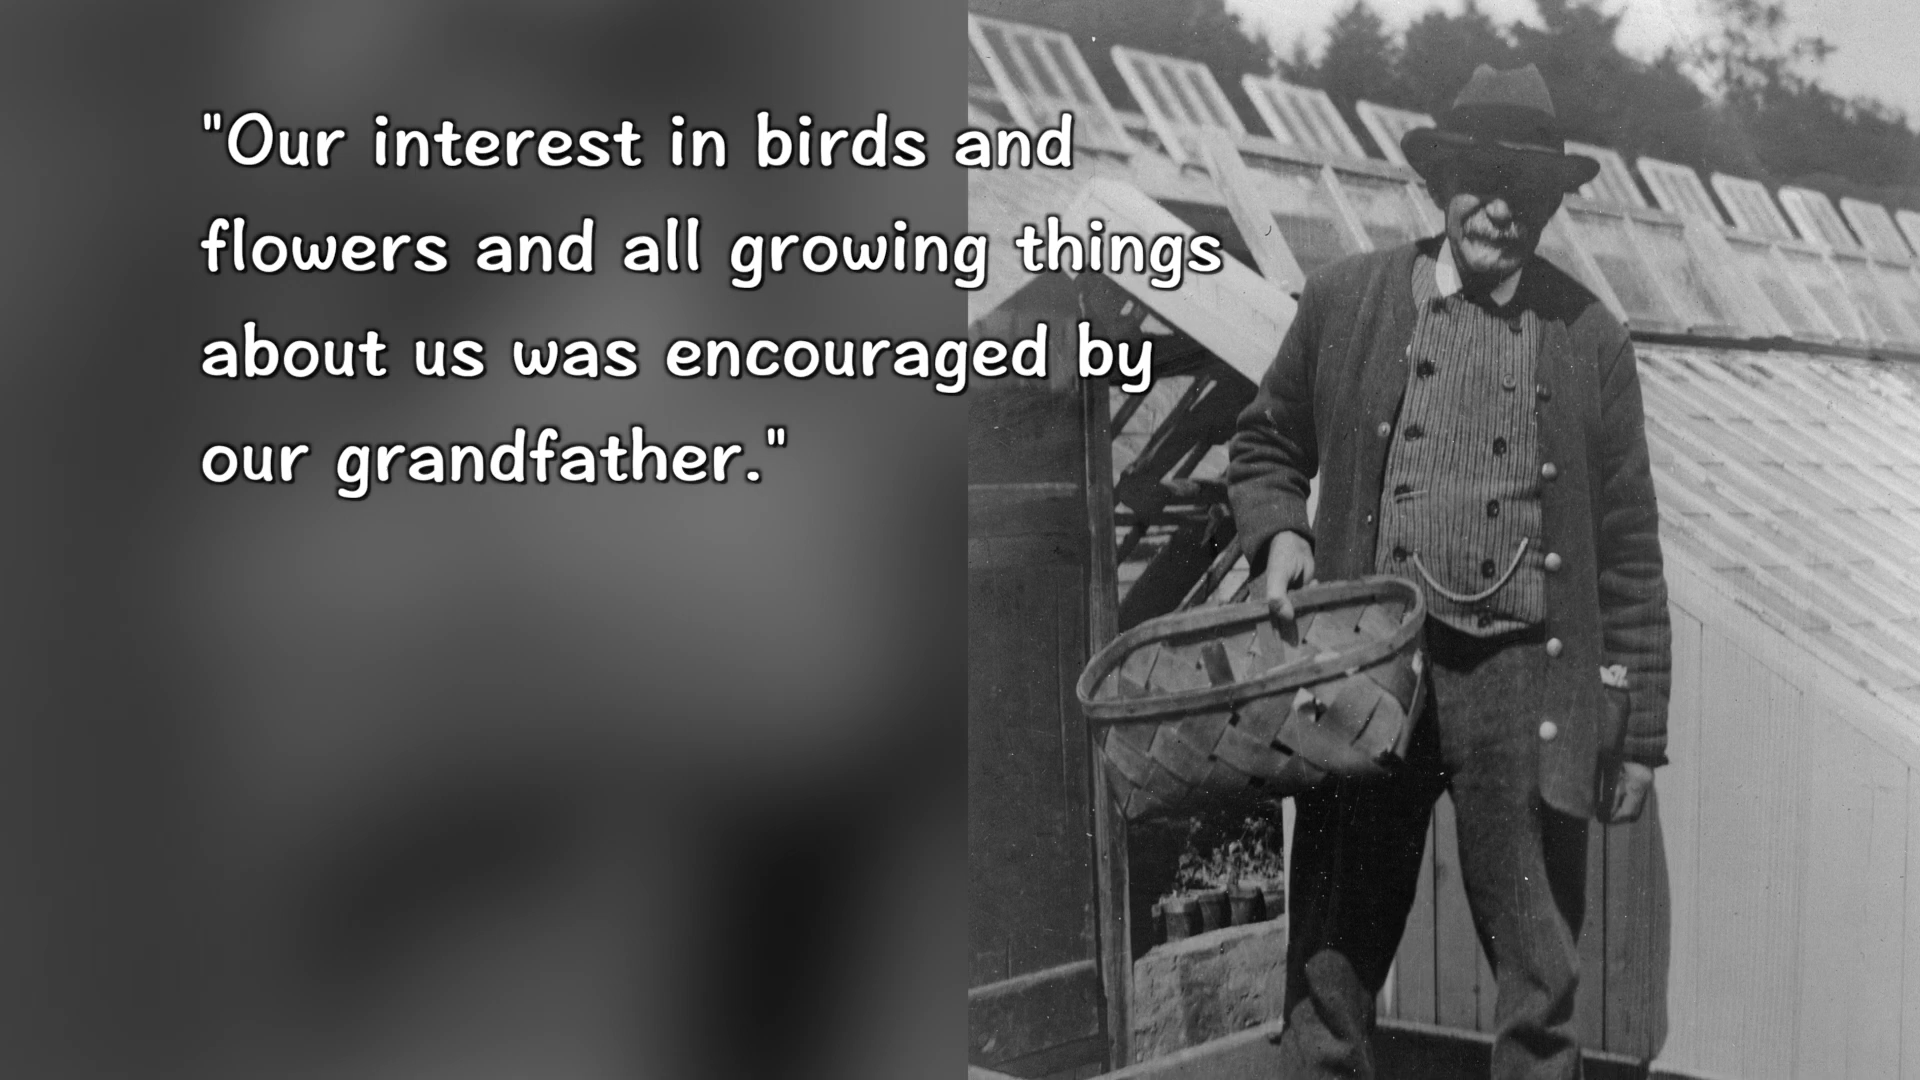 "Our interest in birds and
flowers and all growing things
about us was encouraged by
our grandfather."